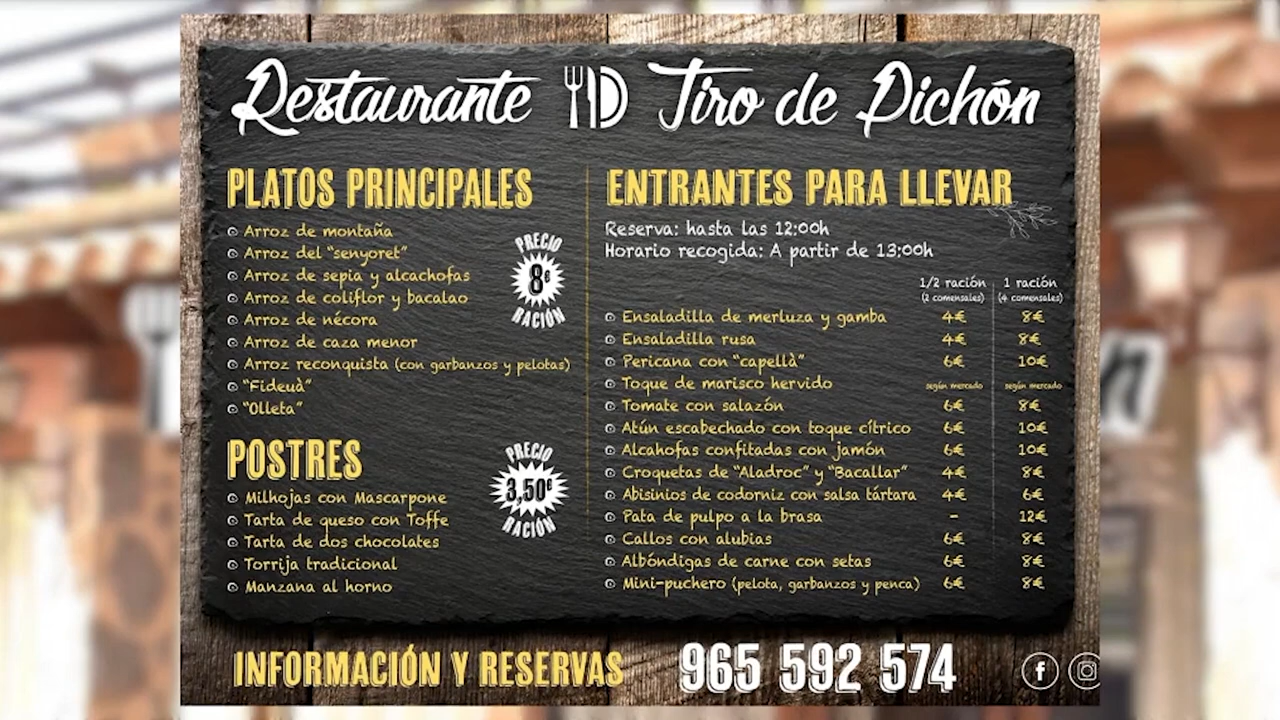 Restaurante Tiro de Pichón
PLATOS PRINCIPALES
Arroz de montaña
Arroz del “senyoret”
Arroz de sepia y alcachofas
Arroz de coliflor y bacalao
Arroz de nécora
Arroz de caza menor
Arroz reconquista (con garbanzos y pelotas)
“Fideuà”
“Olleta”
PRECIO
8€
RACIÓN
POSTRES
Milhojas con Mascarpone
Tarta de queso con Toffe
Tarta de dos chocolates
Torrija tradicional
Manzana al horno
PRECIO
3,50€
RACIÓN
ENTRANTES PARA LLEVAR
Reserva: hasta las 12:00h
Horario recogida: A partir de 13:00h
1/2 ración 1 ración
(2 comensales) (4 comensales)
Ensaladilla de merluza y gamba 4€ 8€
Ensaladilla rusa 4€ 8€
Pericana con “capellà” 6€ 10€
Toque de marisco hervido según mercado según mercado
Tomate con salazón 6€ 8€
Atún escabechado con toque cítrico 6€ 10€
Alcahofas confitadas con jamón 6€ 10€
Croquetas de “Aladroc” y “Bacallar” 4€ 8€
Abisinios de codorniz con salsa tártara 4€ 6€
Pata de pulpo a la brasa - 12€
Callos con alubias 6€ 8€
Albóndigas de carne con setas 6€ 8€
Mini-puchero (pelota, garbanzos y penca) 6€ 8€
INFORMACIÓN Y RESERVAS 965 592 574